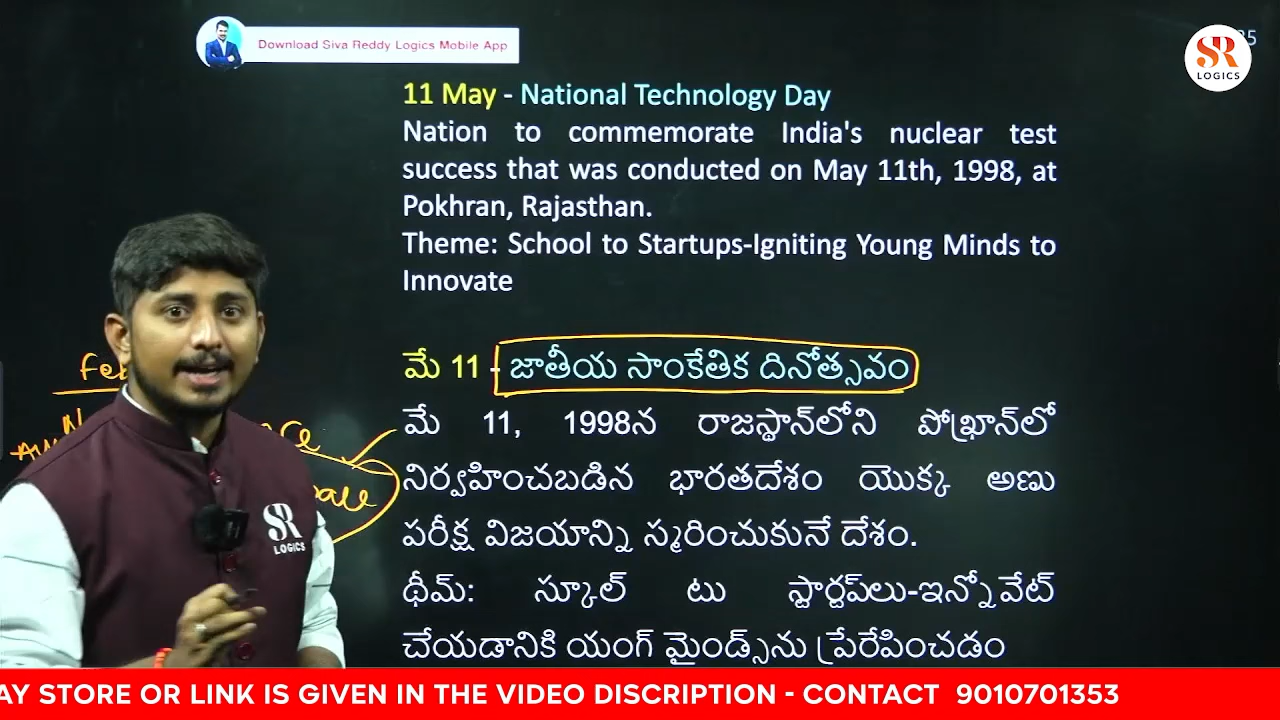 Download Siva Reddy Logics Mobile App
SR
LOGICS
11 May - National Technology Day
Nation to commemorate India's nuclear test
success that was conducted on May 11th, 1998, at
Pokhran, Rajasthan.
Theme: School to Startups-Igniting Young Minds to
Innovate
మే 11 - జాతీయ సాంకేతిక దినోత్సవం
మే 11, 1998న రాజస్థాన్‌లోని పోఖ్రాన్‌లో
నిర్వహించబడిన భారతదేశం యొక్క అణు
పరీక్ష విజయాన్ని స్మరించుకునే దేశం.
థీమ్: స్కూల్ టు స్టార్టప్‌లు-ఇన్నోవేట్
చేయడానికి యంగ్ మైండ్స్‌ను ప్రేరేపించడం
SR
LOGICS
AY STORE OR LINK IS GIVEN IN THE VIDEO DISCRIPTION - CONTACT 9010701353